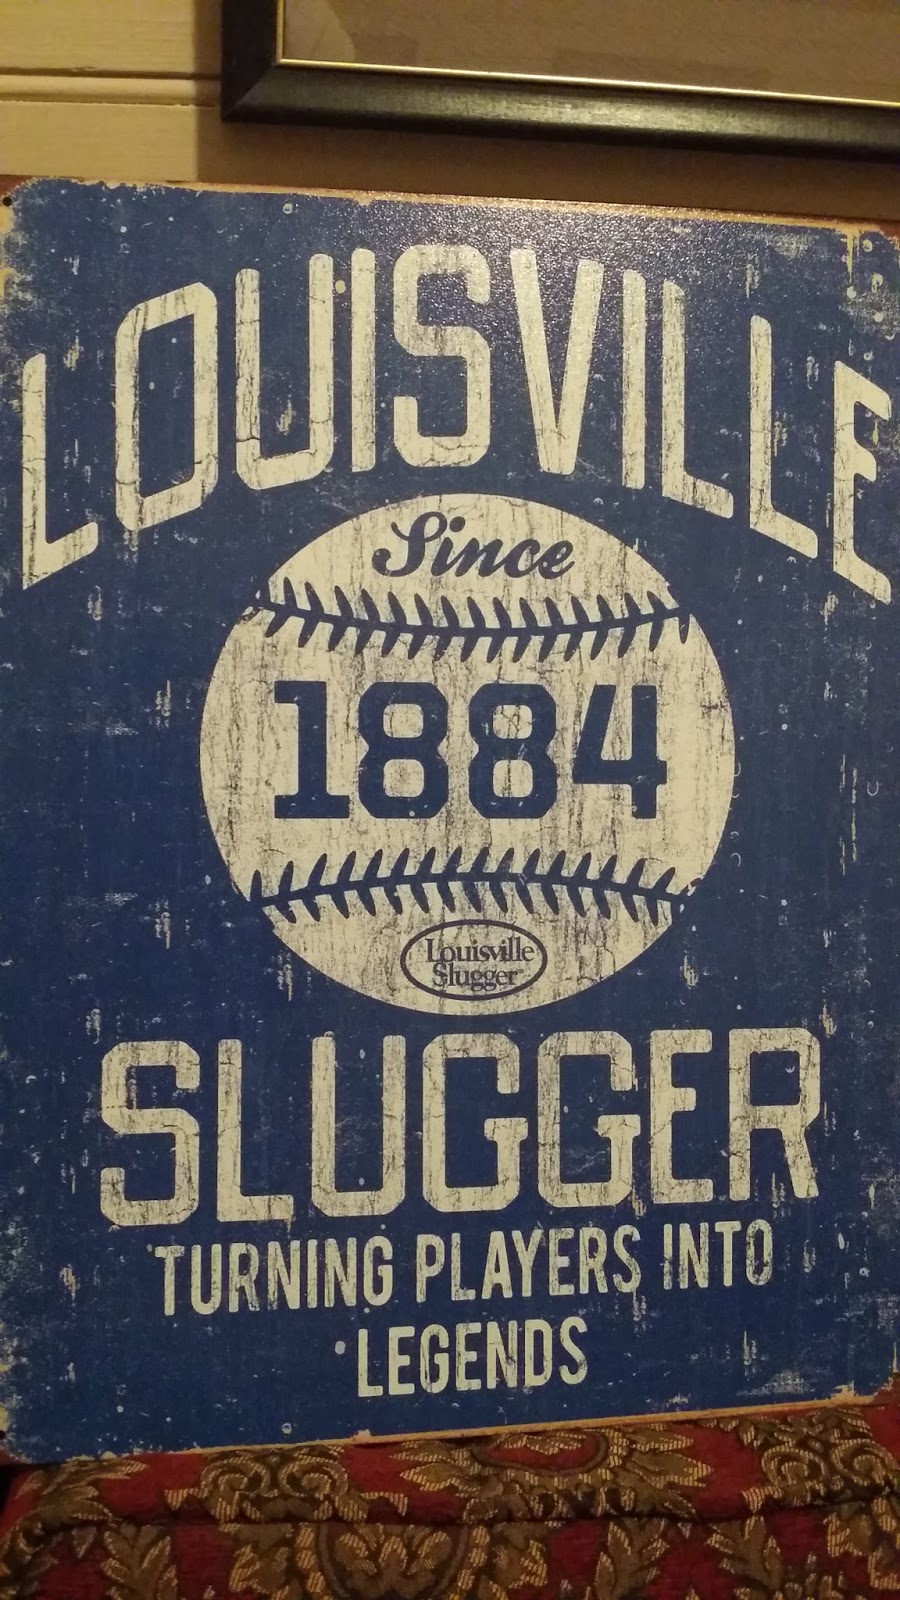 LOUISVILLE
Since
1884
Louisville
Slugger
SLUGGER
TURNING PLAYERS INTO
LEGENDS